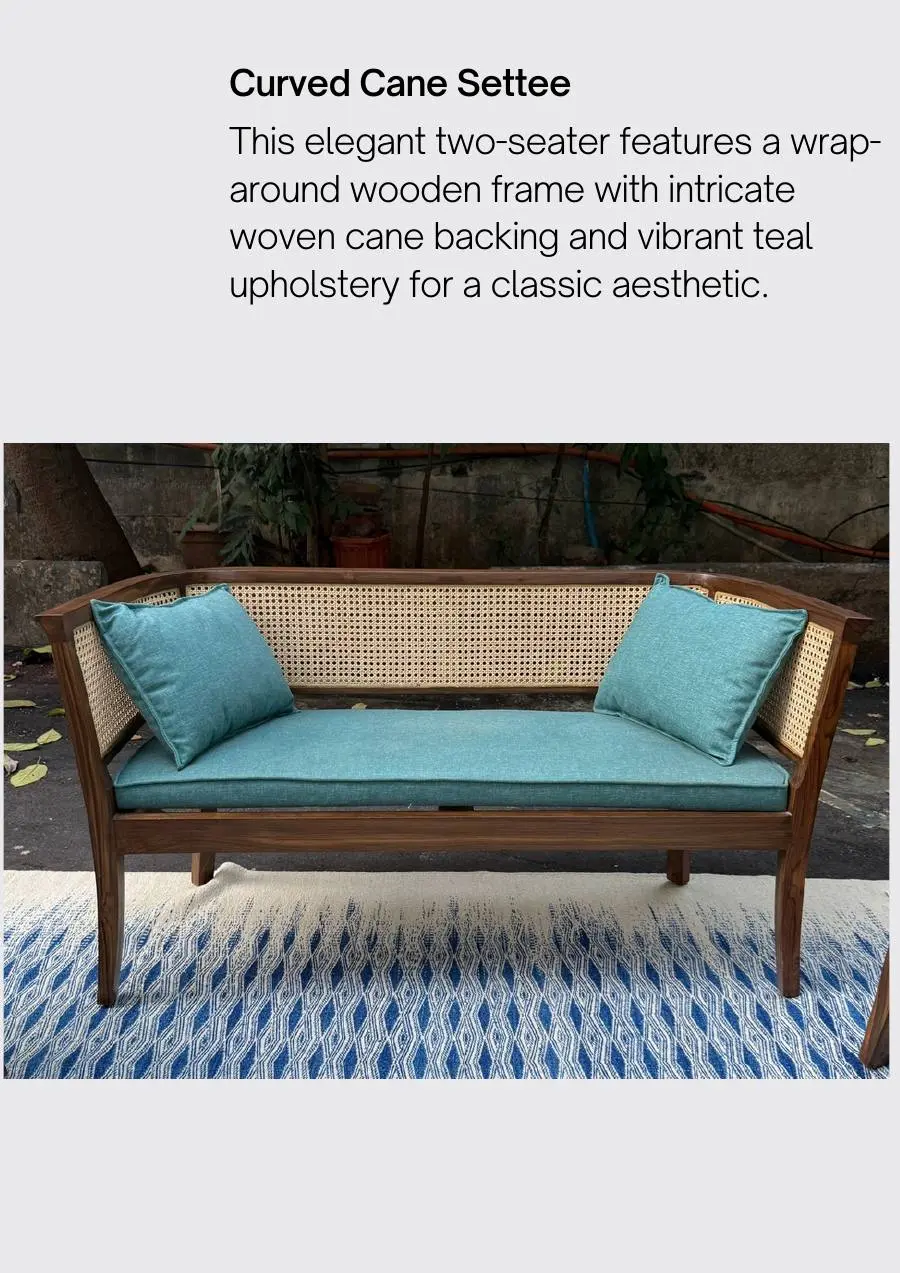 Curved Cane Settee
This elegant two-seater features a wrap-
around wooden frame with intricate
woven cane backing and vibrant teal
upholstery for a classic aesthetic.